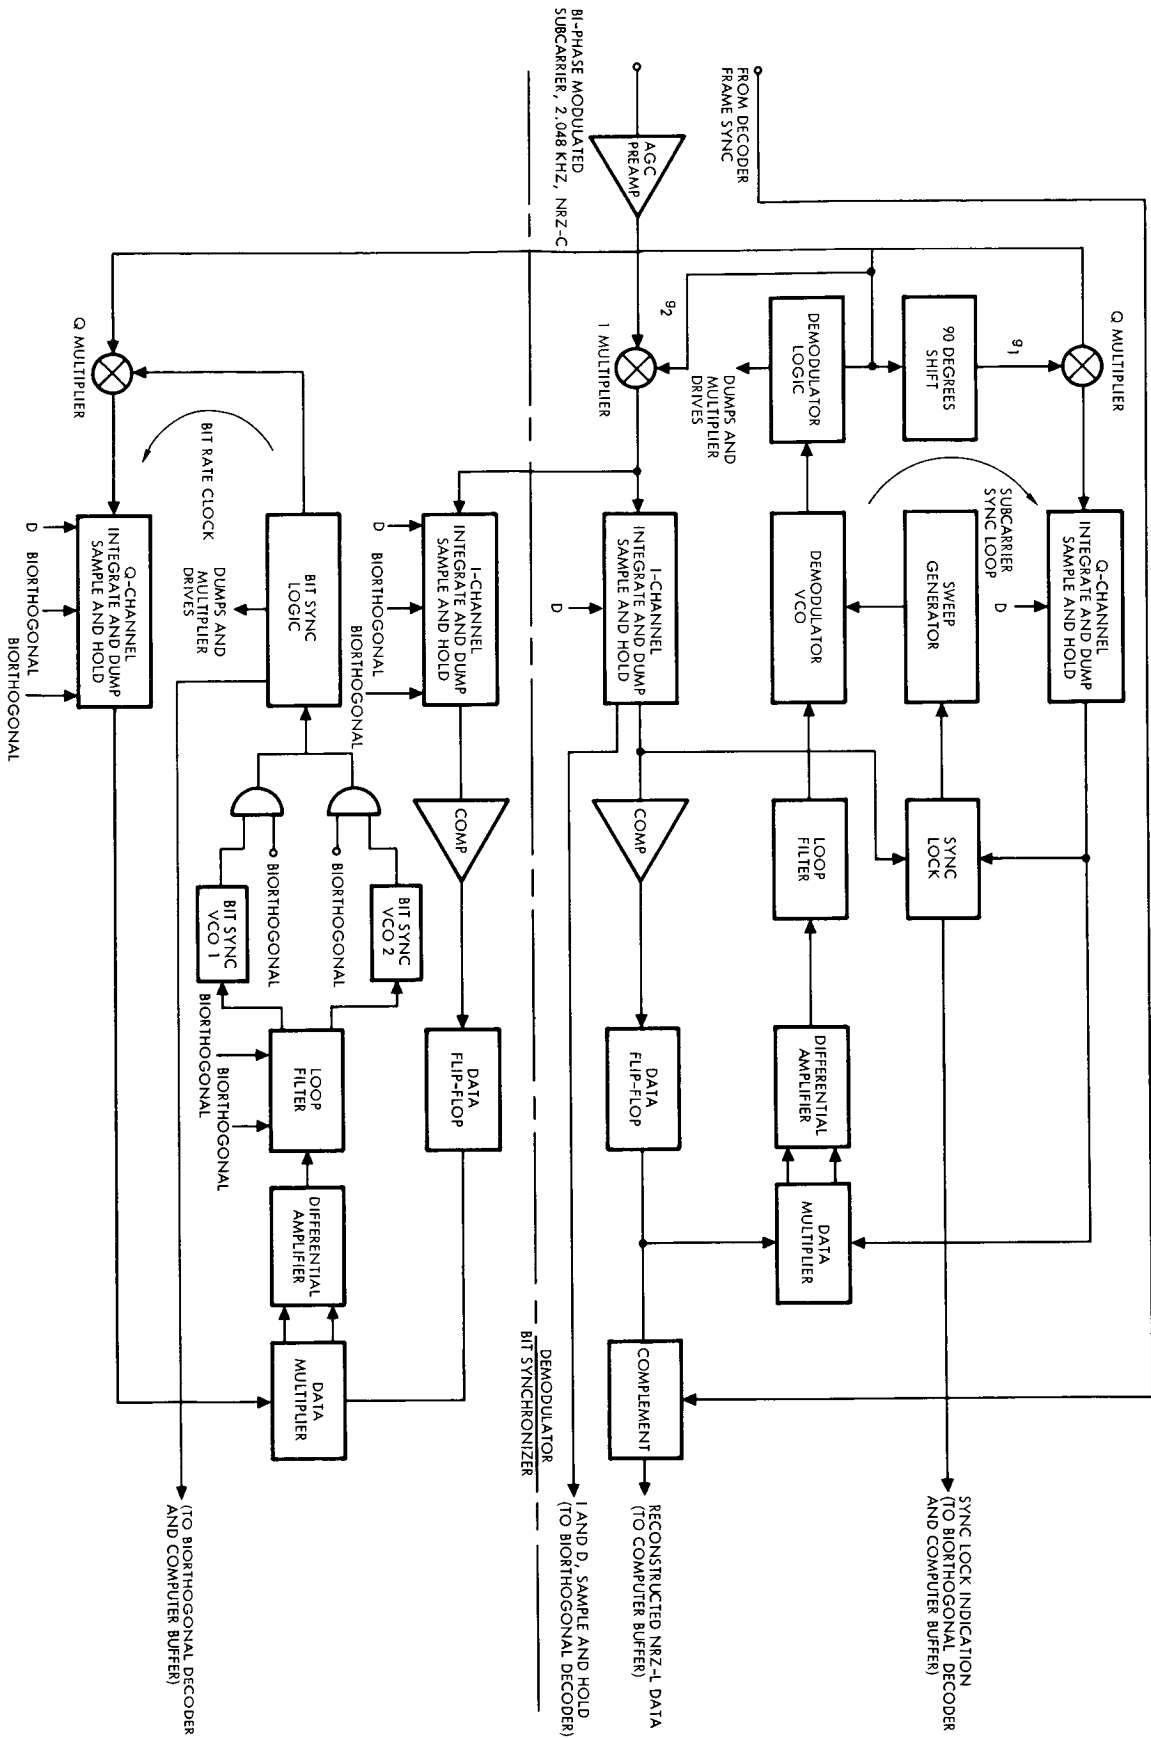 FROM DECODER
FRAME SYNC
Q MULTIPLIER
g1
90 DEGREES
SHIFT
DEMODULATOR
LOGIC
DUMPS AND
MULTIPLIER
DRIVES
SUBCARRIER
SYNC LOOP
Q-CHANNEL
INTEGRATE AND DUMP
SAMPLE AND HOLD
D
SWEEP
GENERATOR
DEMODULATOR
VCO
SYNC
LOCK
LOOP
FILTER
DIFFERENTIAL
AMPLIFIER
DATA
MULTIPLIER
SYNC LOCK INDICATION
(TO BIORTHOGONAL DECODER
AND COMPUTER BUFFER)
BI-PHASE MODULATED
SUBCARRIER, 2.048 KHZ, NRZ-C
AGC
PREAMP
g2
1 MULTIPLIER
I-CHANNEL
INTEGRATE AND DUMP
SAMPLE AND HOLD
D
COMP
DATA
FLIP-FLOP
COMPLEMENT
RECONSTRUCTED NRZ-L DATA
(TO COMPUTER BUFFER)
I AND D, SAMPLE AND HOLD
(TO BIORTHOGONAL DECODER)
DEMODULATOR
BIT SYNCHRONIZER
I-CHANNEL
INTEGRATE AND DUMP
SAMPLE AND HOLD
D
BIORTHOGONAL
BIORTHOGONAL
COMP
DATA
FLIP-FLOP
BIT SYNC
LOGIC
DUMPS AND
MULTIPLIER
DRIVES
BIT RATE CLOCK
BIORTHOGONAL
BIORTHOGONAL
BIT SYNC
VCO 2
BIT SYNC
VCO 1
LOOP
FILTER
BIORTHOGONAL
BIORTHOGONAL
DIFFERENTIAL
AMPLIFIER
DATA
MULTIPLIER
Q MULTIPLIER
Q-CHANNEL
INTEGRATE AND DUMP
SAMPLE AND HOLD
D
BIORTHOGONAL
BIORTHOGONAL
(TO BIORTHOGONAL DECODER
AND COMPUTER BUFFER)